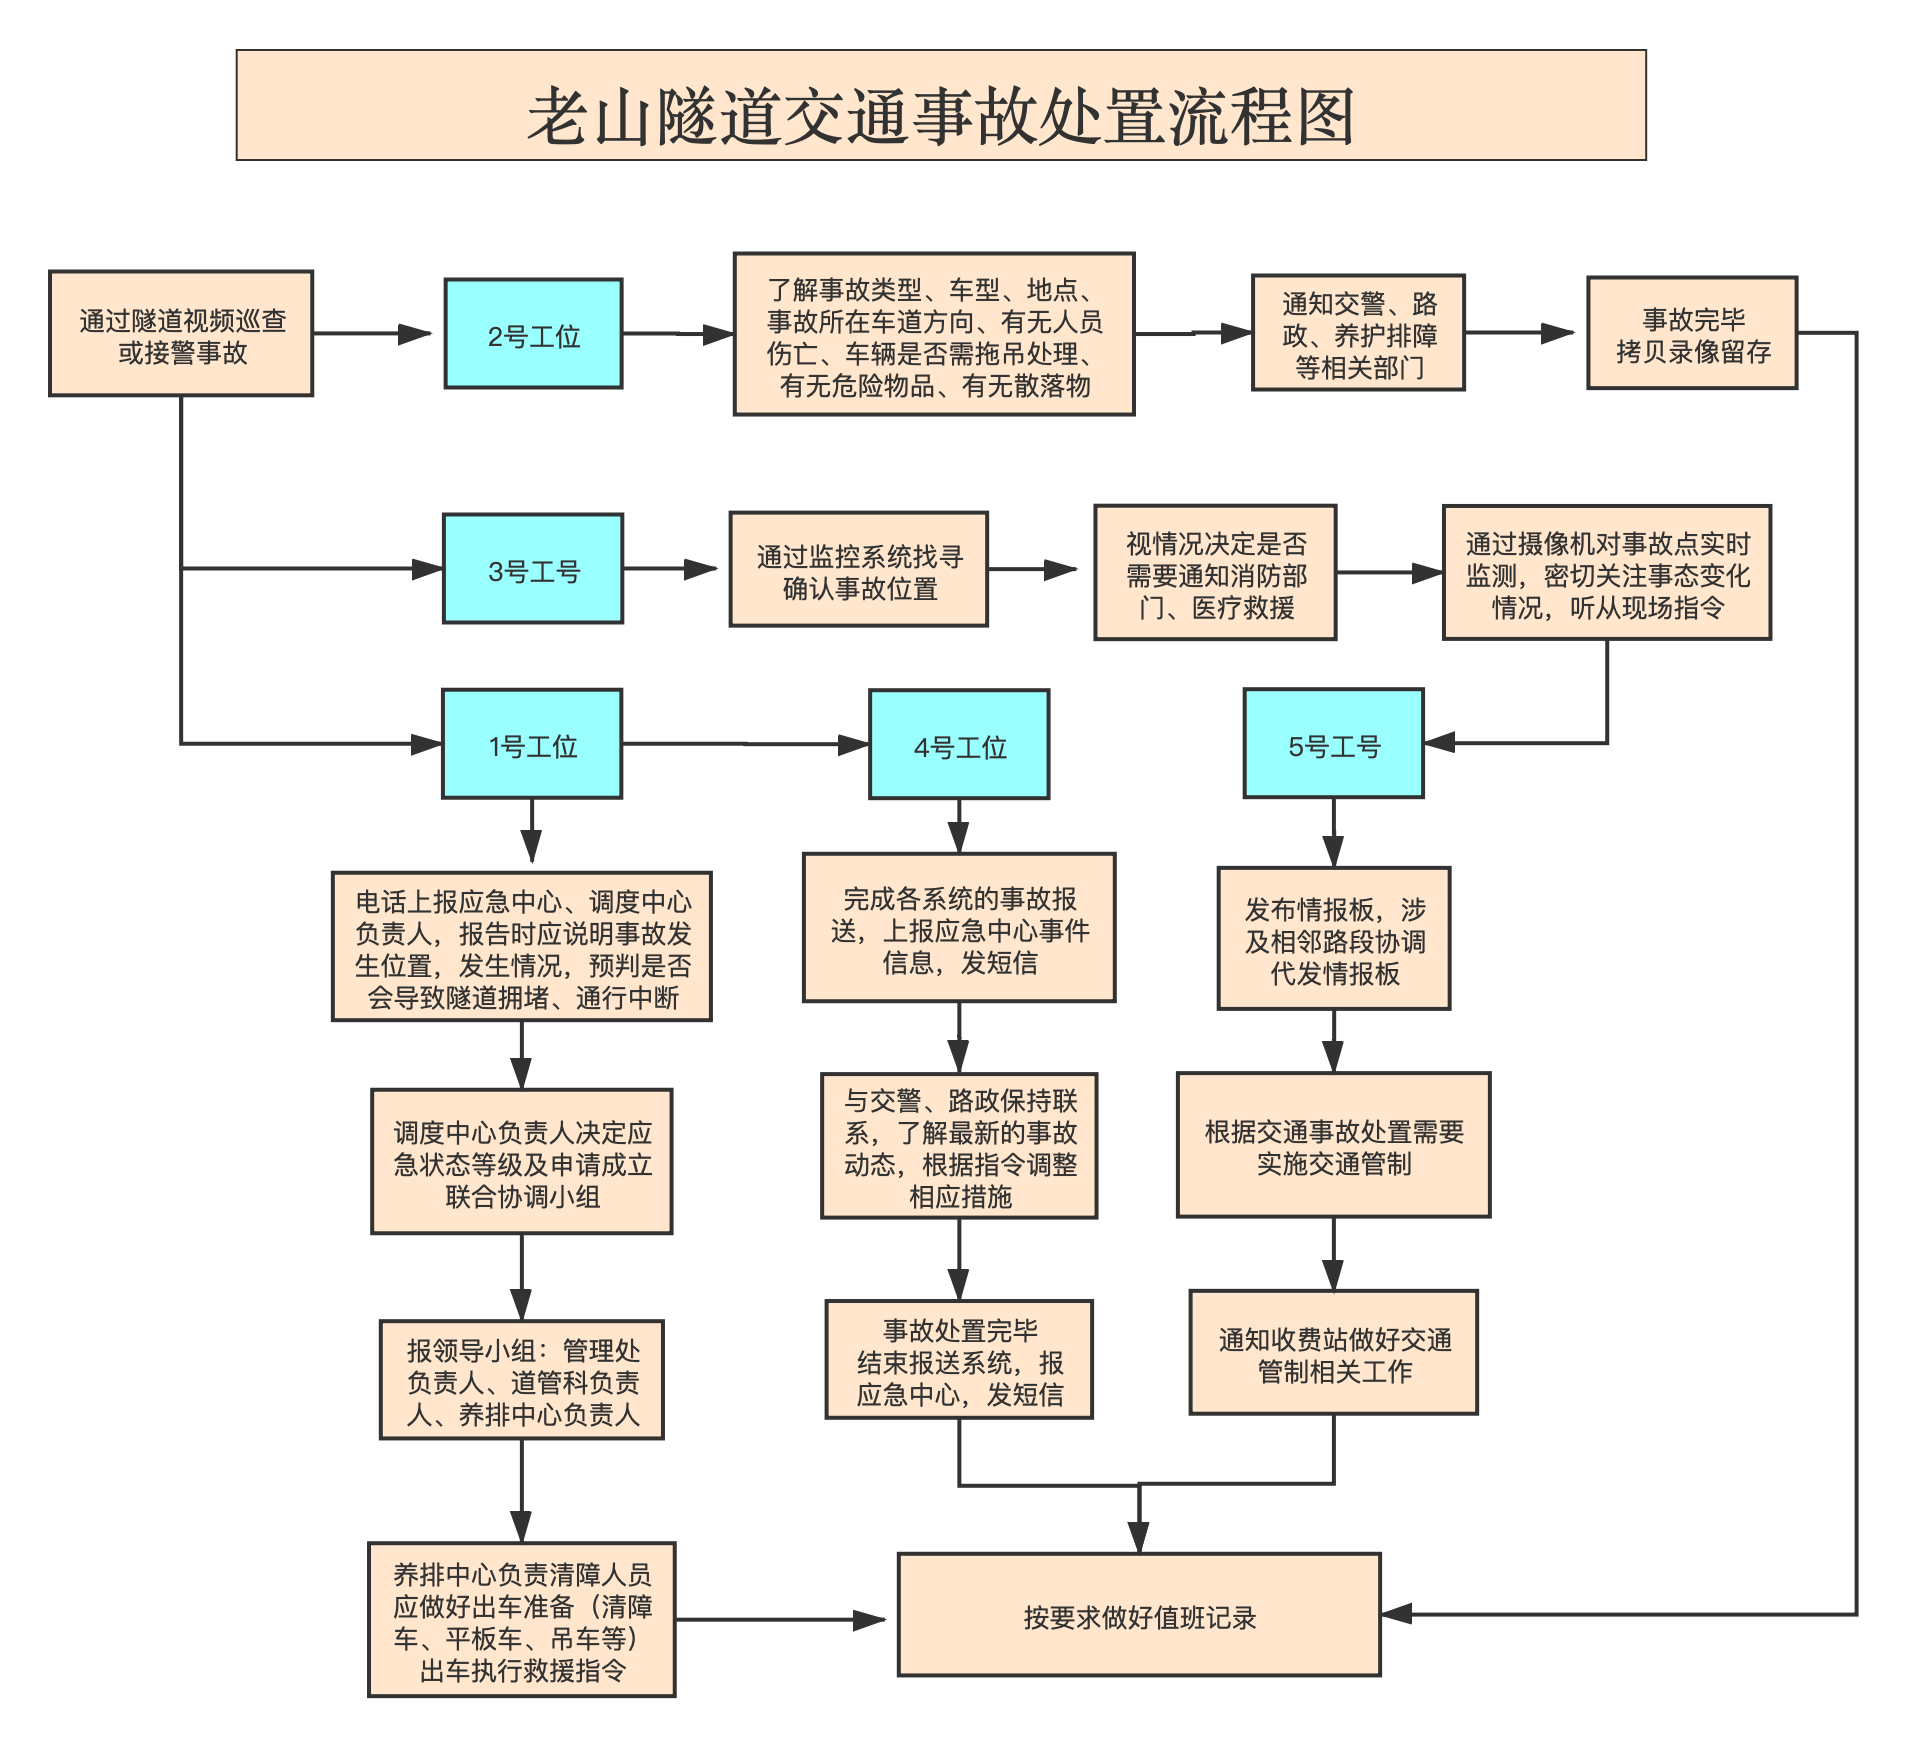 老山隧道交通事故处置流程图
通过隧道视频巡查
或接警事故
2号工位
了解事故类型、车型、地点、
事故所在车道方向、有无人员
伤亡、车辆是否需拖吊处理、
有无危险物品、有无散落物
通知交警、路
政、养护排障
等相关部门
事故完毕
拷贝录像留存
3号工号
通过监控系统找寻
确认事故位置
视情况决定是否
需要通知消防部
门、医疗救援
通过摄像机对事故点实时
监测，密切关注事态变化
情况，听从现场指令
1号工位
4号工位
5号工号
电话上报应急中心、调度中心
负责人，报告时应说明事故发
生位置，发生情况，预判是否
会导致隧道拥堵、通行中断
完成各系统的事故报
送，上报应急中心事件
信息，发短信
发布情报板，涉
及相邻路段协调
代发情报板
调度中心负责人决定应
急状态等级及申请成立
联合协调小组
与交警、路政保持联
系，了解最新的事故
动态，根据指令调整
相应措施
根据交通事故处置需要
实施交通管制
报领导小组：管理处
负责人、道管科负责
人、养排中心负责人
事故处置完毕
结束报送系统，报
应急中心，发短信
通知收费站做好交通
管制相关工作
养排中心负责清障人员
应做好出车准备（清障
车、平板车、吊车等）
出车执行救援指令
按要求做好值班记录